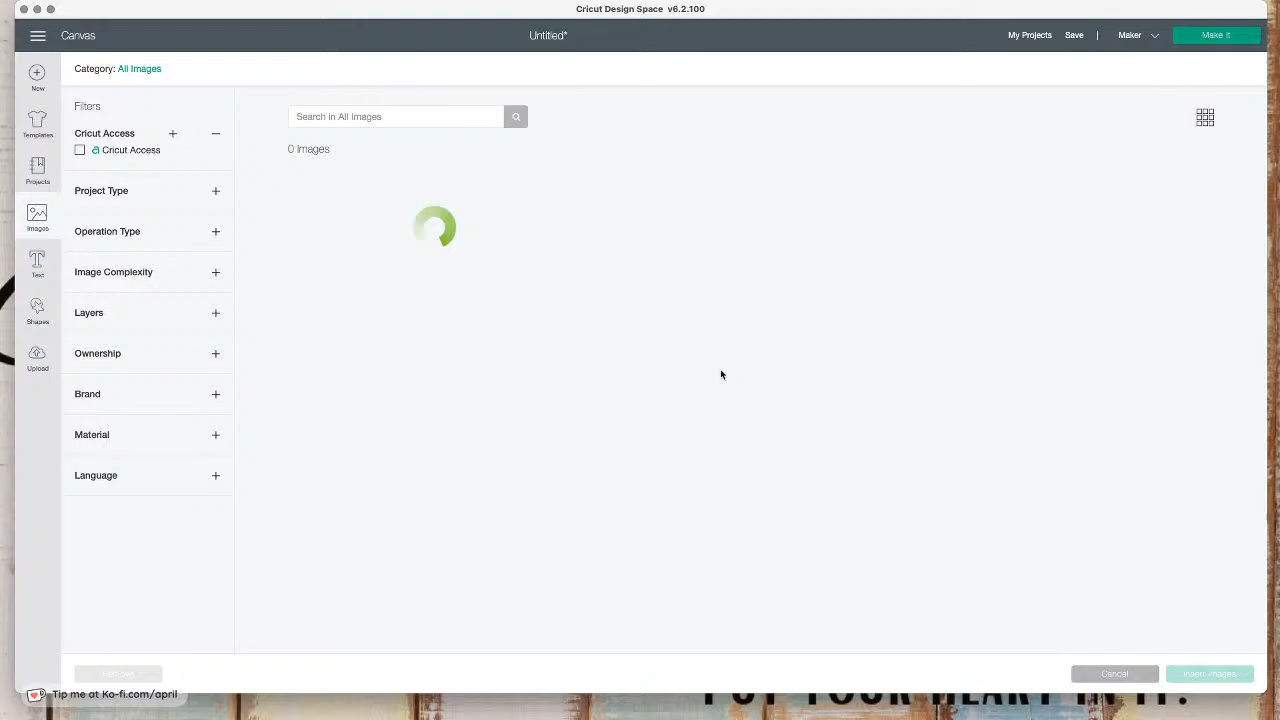 Cricut Design Space v6.2.100
Canvas
Untitled*
My Projects Save | Maker
Make It
New
Templates
Projects
Images
Text
Shapes
Upload
Category: All Images
Filters
Cricut Access
Cricut Access
Project Type
Operation Type
Image Complexity
Layers
Ownership
Brand
Material
Language
Search in All Images
0 Images
Cancel
Insert Images
Tip me at Ko-fi.com/april
PUT YOUR HEART IN IT!